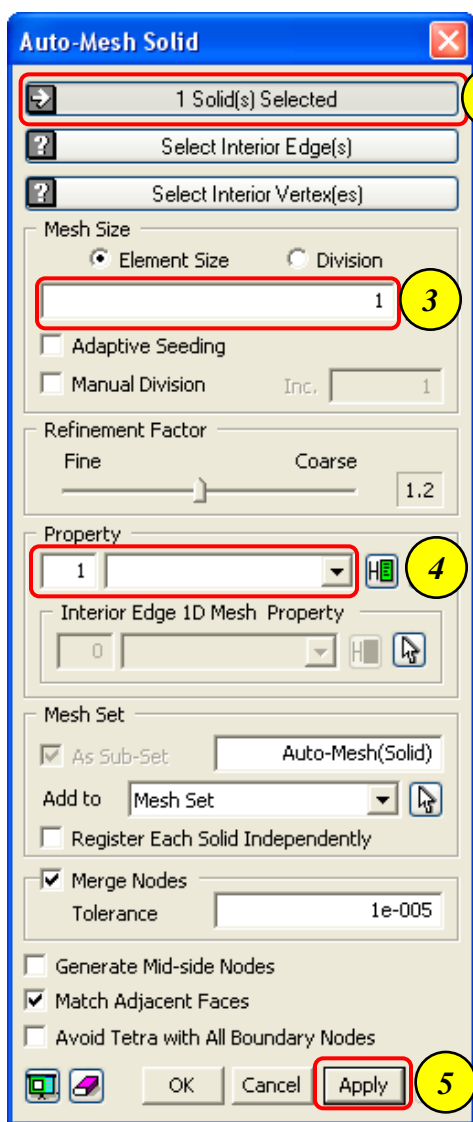 Auto-Mesh Solid
1 Solid(s) Selected
Select Interior Edge(s)
Select Interior Vertex(es)
Mesh Size
Element Size Division
1 3
Adaptive Seeding
Manual Division Inc. 1
Refinement Factor
Fine Coarse
1.2
Property
1 4
Interior Edge 1D Mesh Property
0
Mesh Set
As Sub-Set Auto-Mesh(Solid)
Add to Mesh Set
Register Each Solid Independently
Merge Nodes
Tolerance 1e-005
Generate Mid-side Nodes
Match Adjacent Faces
Avoid Tetra with All Boundary Nodes
OK Cancel Apply 5